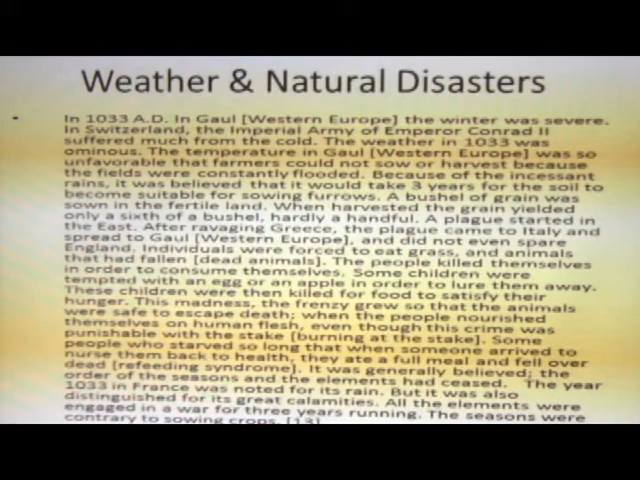 Weather & Natural Disasters
• In 1033 A.D. In Gaul [Western Europe] the winter was severe.
In Switzerland, the Imperial Army of Emperor Conrad II
suffered much from the cold. The weather in 1033 was
ominous. The temperature in Gaul [Western Europe] was so
unfavorable that farmers could not sow or harvest because
the fields were constantly flooded. Because of the incessant
rains, it was believed that it would take 3 years for the soil to
become suitable for sowing furrows. A bushel of grain was
sown in the fertile land. When harvested the grain yielded
only a sixth of a bushel, hardly a handful. A plague started in
the East. After ravaging Greece, the plague came to Italy and
spread to Gaul [Western Europe], and did not even spare
England. Individuals were forced to eat grass, and animals
that had fallen [dead animals]. The people killed themselves
in order to consume themselves. Some children were
tempted with an egg or an apple in order to lure them away.
These children were then killed for food to satisfy their
hunger. This madness, the frenzy grew so that the animals
were safe to escape death; when the people nourished
themselves on human flesh, even though this crime was
punishable with the stake [burning at the stake]. Some
people who starved so long that when someone arrived to
nurse them back to health, they ate a full meal and fell over
dead [refeeding syndrome]. It was generally believed; the
order of the seasons and the elements had ceased. The year
1033 in France was noted for its rain. But it was also
distinguished for its great calamities. All the elements were
engaged in a war for three years running. The seasons were
contrary to sowing crops. [13]